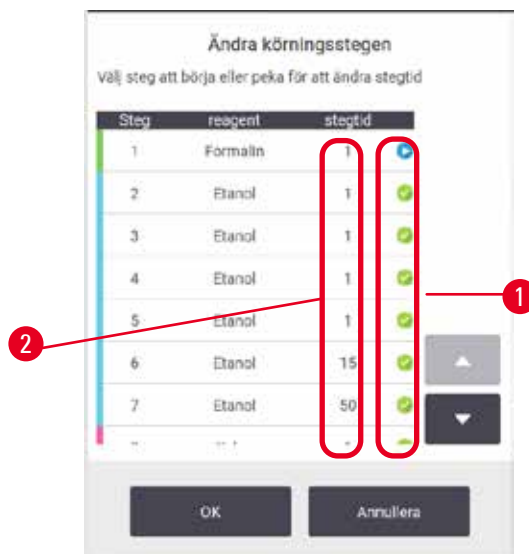 Ändra körningsstegen
Välj steg att börja eller peka för att ändra stegtid
Steg reagent stegtid
1 Formalin 1
2 Etanol 1
3 Etanol 1
4 Etanol 1
5 Etanol 1
6 Etanol 15
7 Etanol 50
1
2
OK Annullera